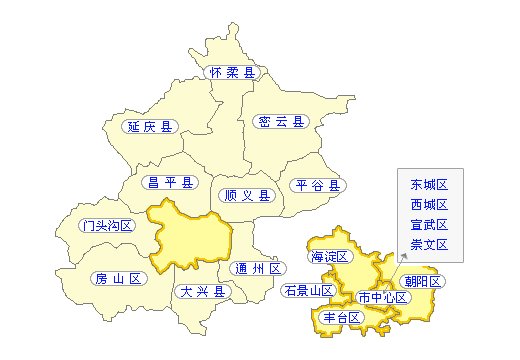 怀柔县
密云县
延庆县
昌平县
顺义县
平谷县
门头沟区
房山区
大兴县
通州区
东城区
西城区
宣武区
崇文区
海淀区
朝阳区
石景山区
市中心区
丰台区